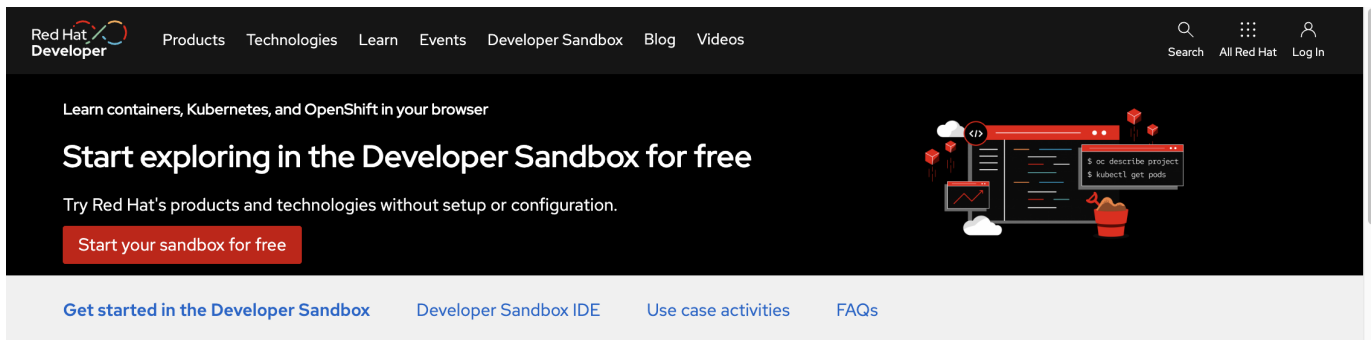 Red Hat
Developer
Products Technologies Learn Events Developer Sandbox Blog Videos
Search All Red Hat Log In
Learn containers, Kubernetes, and OpenShift in your browser
Start exploring in the Developer Sandbox for free
Try Red Hat's products and technologies without setup or configuration.
Start your sandbox for free
</>
$ oc describe project
$ kubectl get pods
Get started in the Developer Sandbox Developer Sandbox IDE Use case activities FAQs